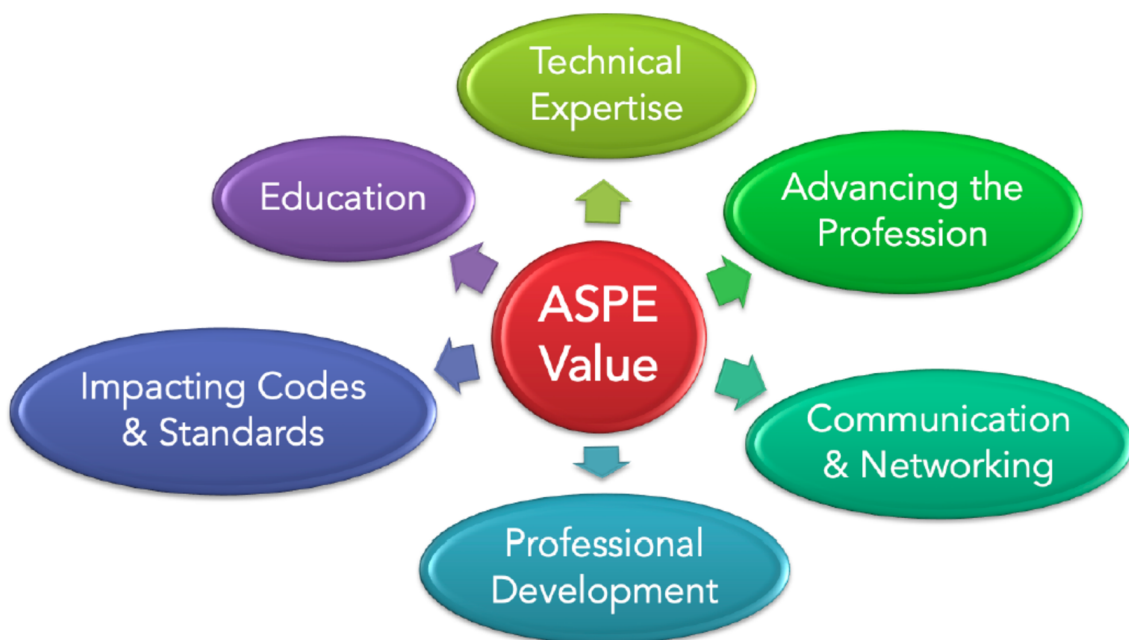 Technical
Expertise
Education
Advancing the
Profession
ASPE
Value
Impacting Codes
& Standards
Communication
& Networking
Professional
Development